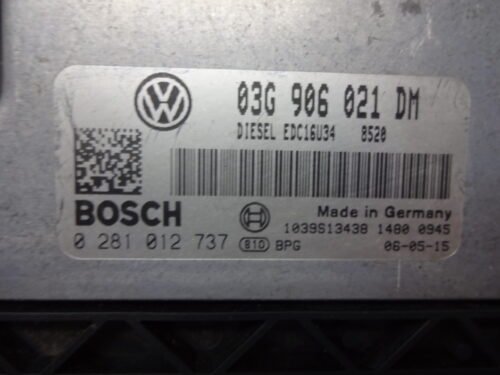 03G 906 021 DM
DIESEL EDC16U34 8520
BOSCH
Made in Germany
0 281 012 737 810 BPG
1039S13438 1480 0945
06-05-15